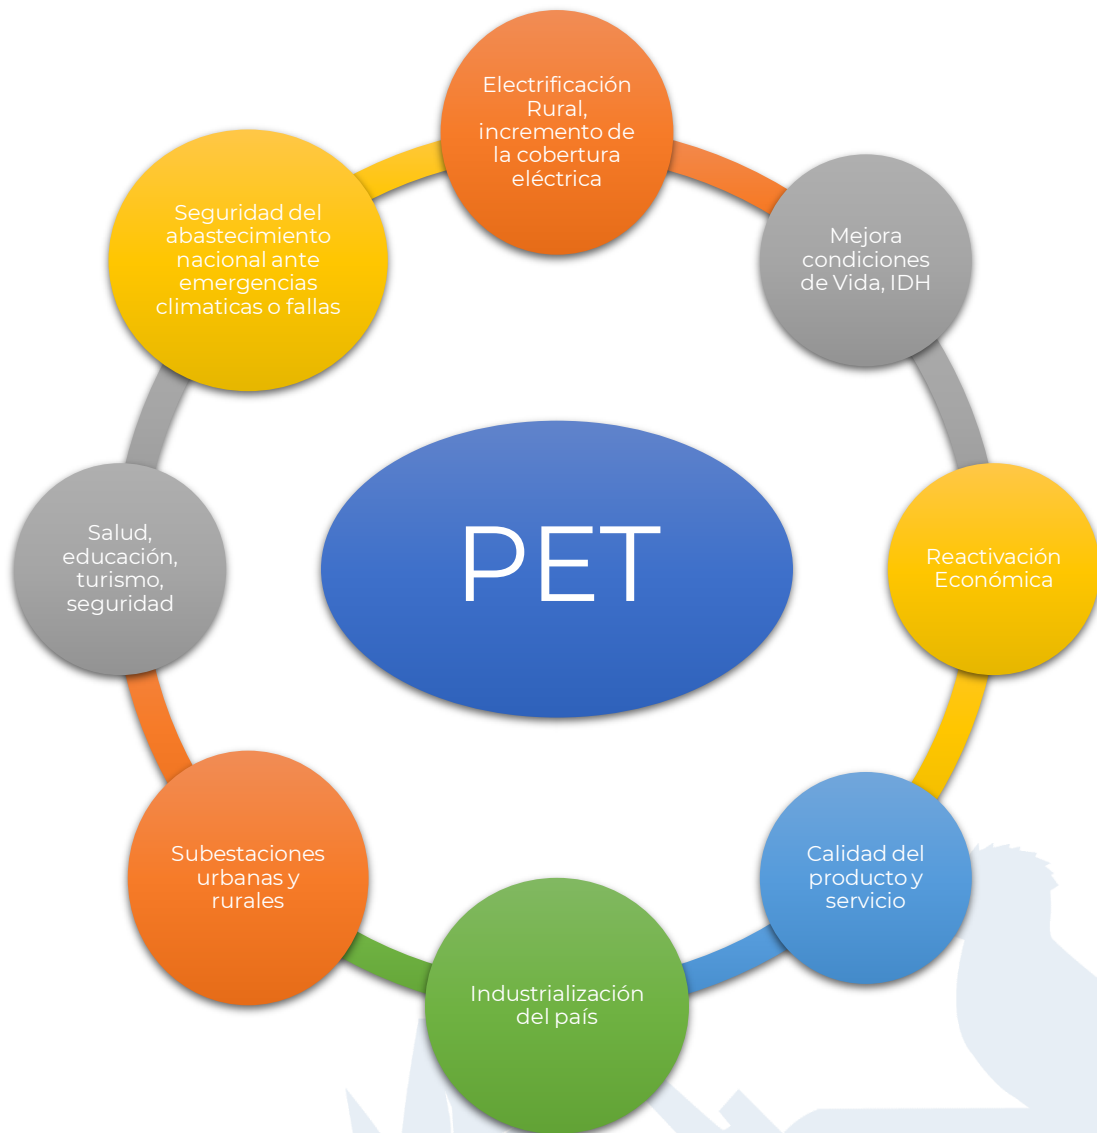 Electrificación
Rural,
incremento de
la cobertura
eléctrica
Mejora
condiciones
de Vida, IDH
Reactivación
Económica
Calidad del
producto y
servicio
Industrialización
del país
Subestaciones
urbanas y
rurales
Salud,
educación,
turismo,
seguridad
Seguridad del
abastecimiento
nacional ante
emergencias
climaticas o fallas
PET